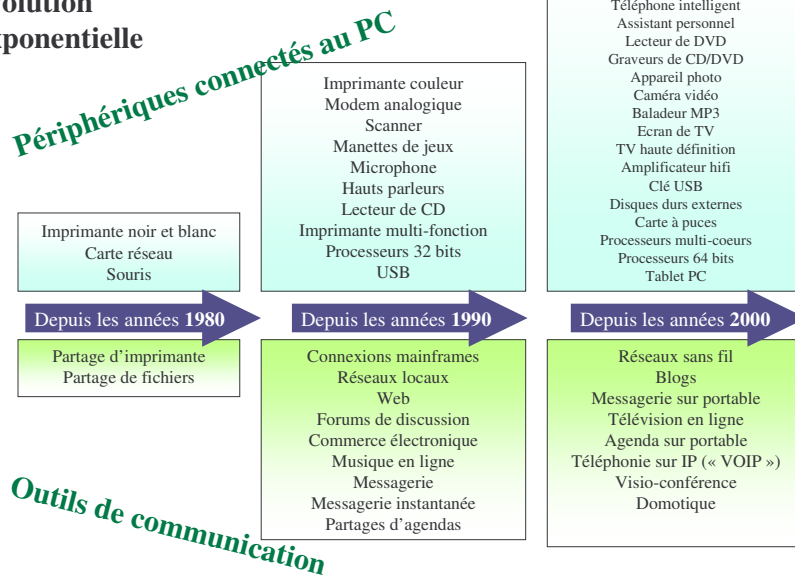 xponentielle
Périphériques connectés au PC
Imprimante noir et blanc
Carte réseau
Souris
Imprimante couleur
Modem analogique
Scanner
Manettes de jeux
Microphone
Hauts parleurs
Lecteur de CD
Imprimante multi-fonction
Processeurs 32 bits
USB
Téléphone intelligent
Assistant personnel
Lecteur de DVD
Graveurs de CD/DVD
Appareil photo
Caméra vidéo
Baladeur MP3
Ecran de TV
TV haute définition
Amplificateur hifi
Clé USB
Disques durs externes
Carte à puces
Processeurs multi-coeurs
Processeurs 64 bits
Tablet PC
Depuis les années 1980
Depuis les années 1990
Depuis les années 2000
Partage d’imprimante
Partage de fichiers
Connexions mainframes
Réseaux locaux
Web
Forums de discussion
Commerce électronique
Musique en ligne
Messagerie
Messagerie instantanée
Partages d’agendas
Réseaux sans fil
Blogs
Messagerie sur portable
Télévision en ligne
Agenda sur portable
Téléphonie sur IP (« VOIP »)
Visio-conférence
Domotique
Outils de communication